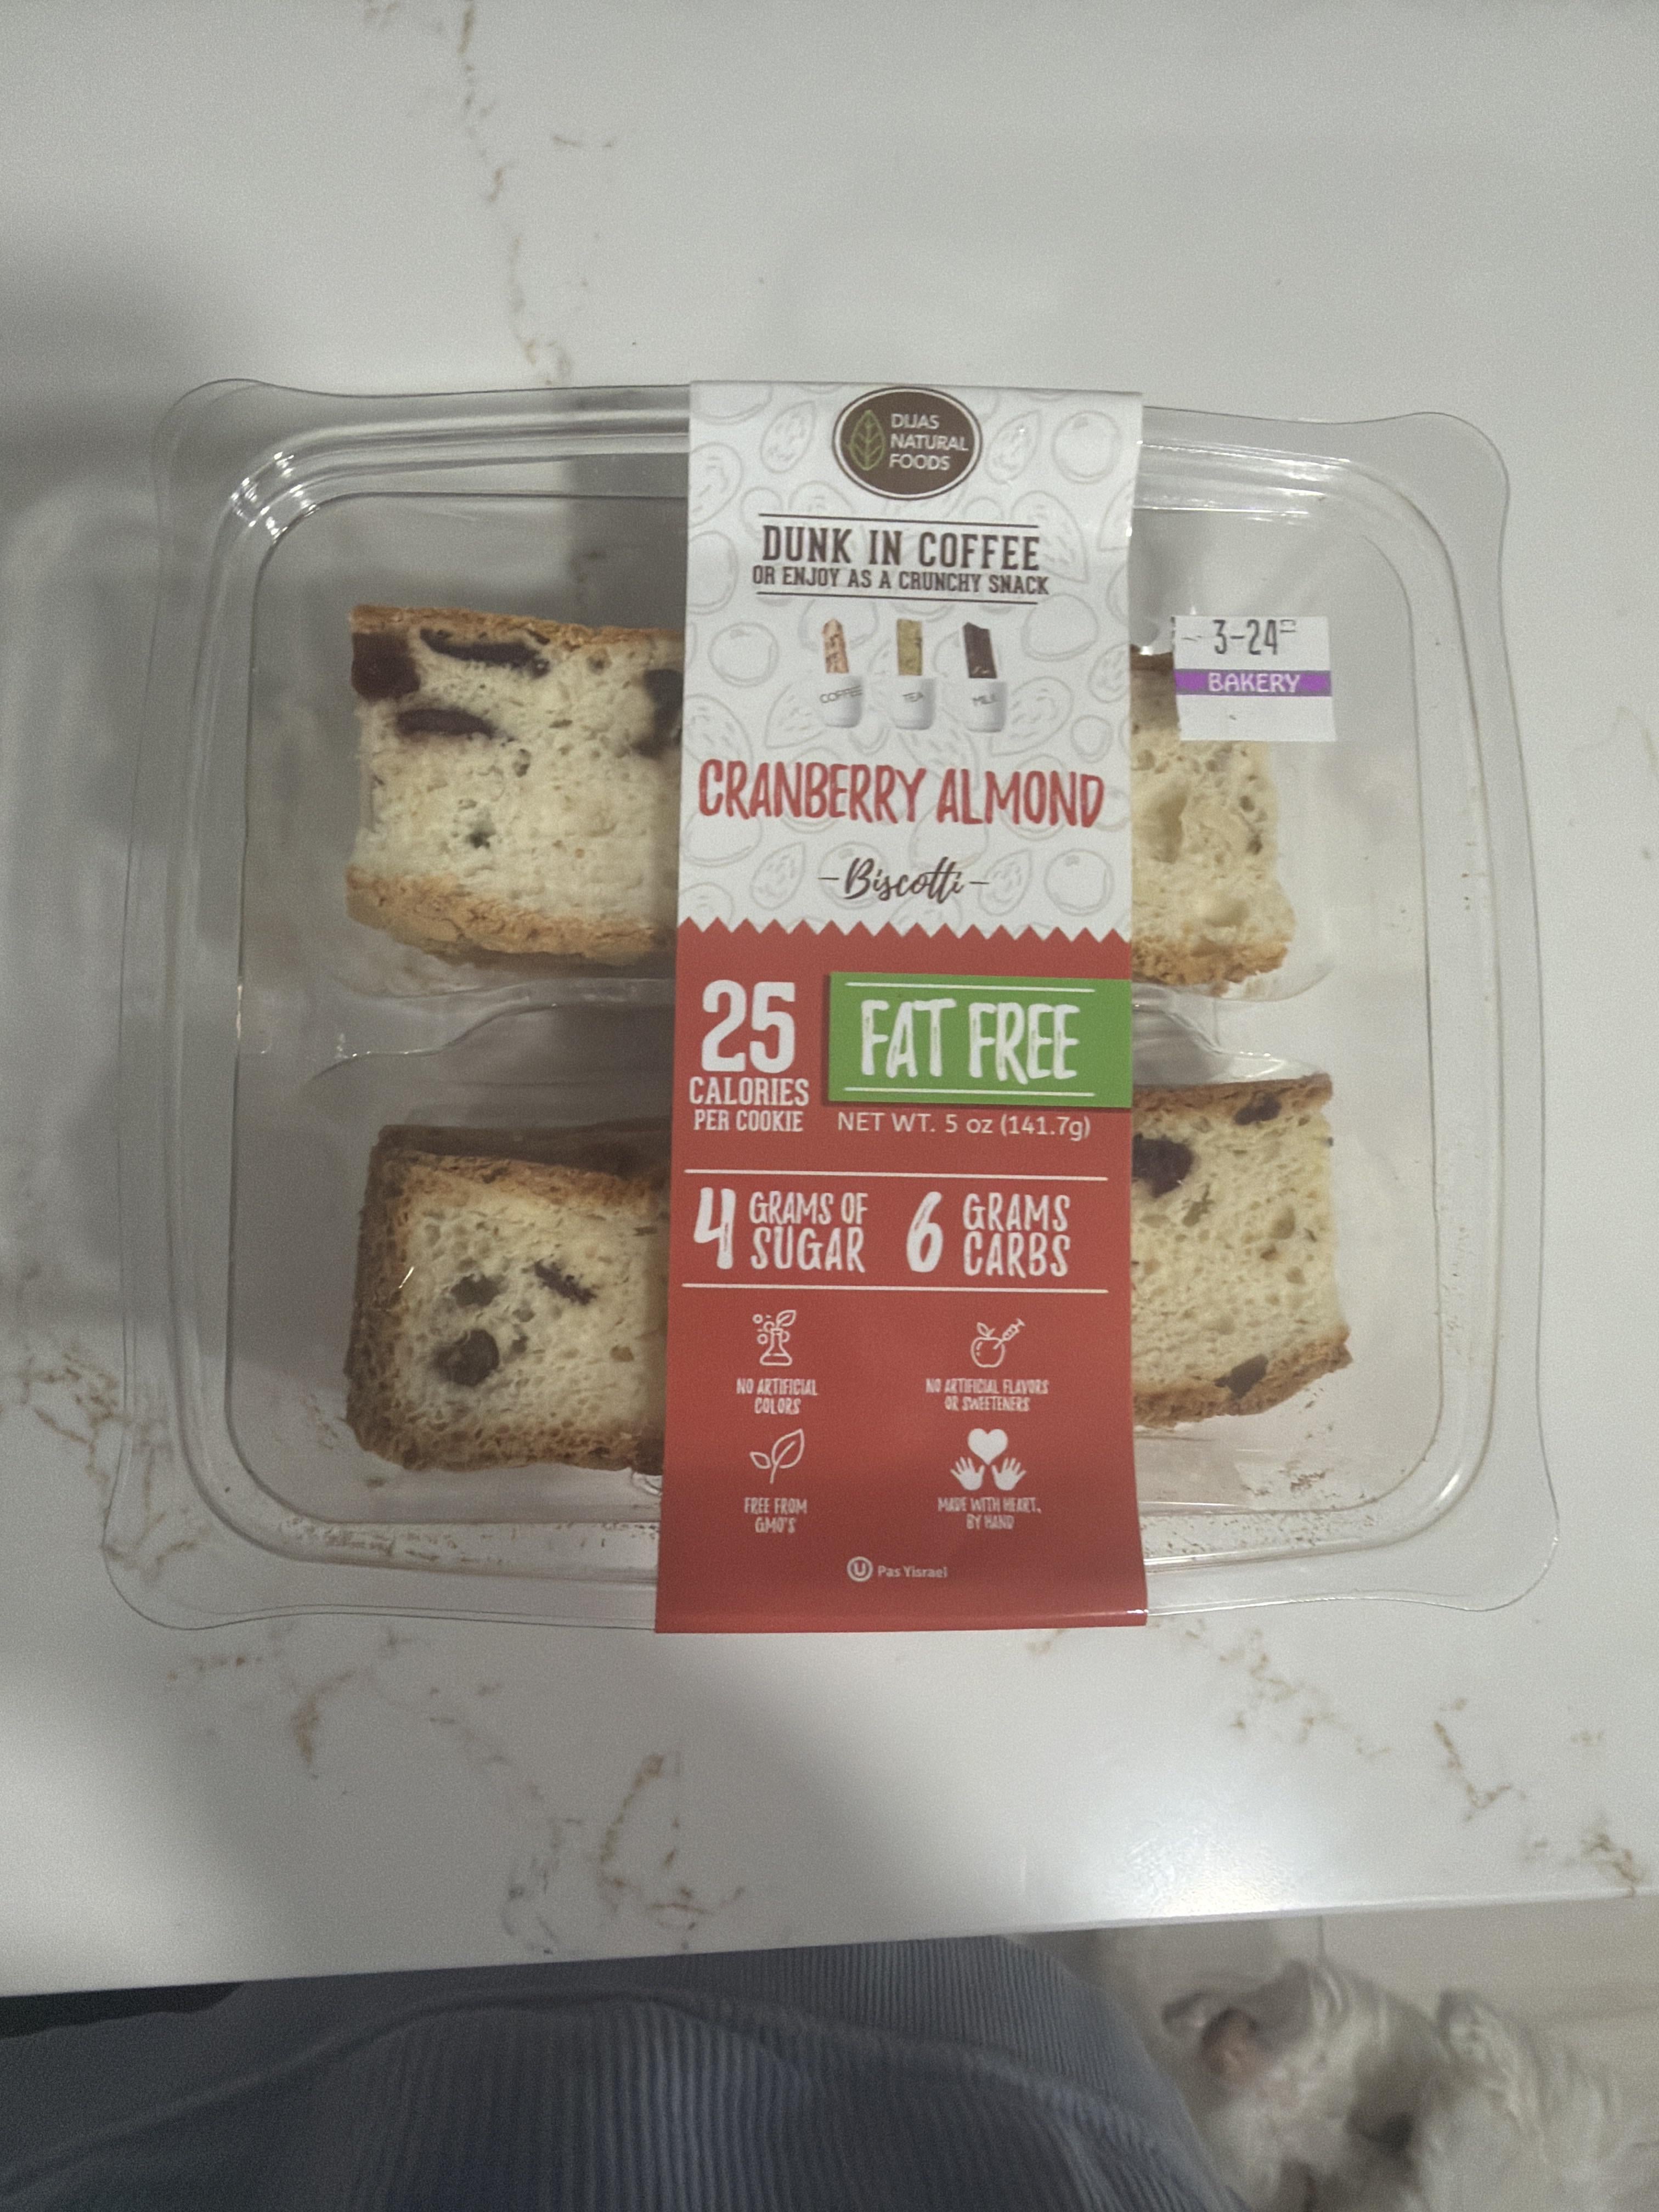 DIJAS
NATURAL
FOODS
DUNK IN COFFEE
OR ENJOY AS A CRUNCHY SNACK
COFFEE
TEA
MILK
3-24
BAKERY
CRANBERRY ALMOND
-Biscotti-
25
CALORIES
PER COOKIE
FAT FREE
NET WT. 5 oz (141.7g)
4 GRAMS OF
SUGAR
6 GRAMS
CARBS
NO ARTIFICIAL
COLORS
NO ARTIFICIAL FLAVORS
OR SWEETENERS
FREE FROM
GMO'S
MADE WITH HEART,
BY HAND
U Pas Yisrael